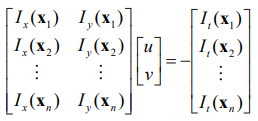 I_x(x_1) I_y(x_1) I_t(x_1)
I_x(x_2) I_y(x_2) [u] I_t(x_2)
⋮ ⋮ [v] = − ⋮
I_x(x_n) I_y(x_n) I_t(x_n)